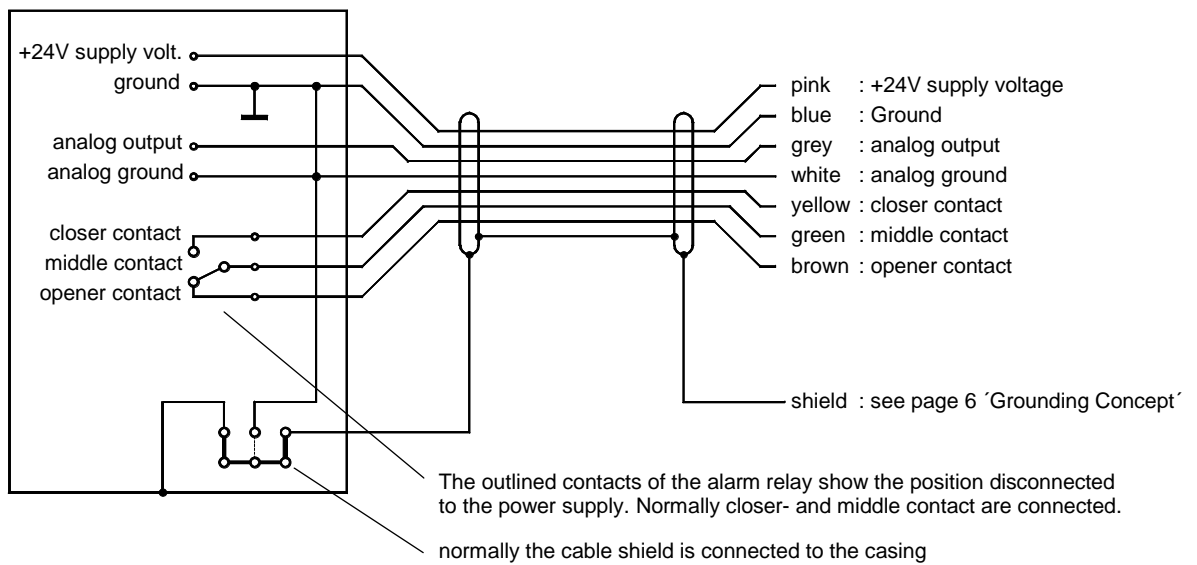 +24V supply volt.
ground
analog output
analog ground
closer contact
middle contact
opener contact
pink : +24V supply voltage
blue : Ground
grey : analog output
white : analog ground
yellow : closer contact
green : middle contact
brown : opener contact
shield : see page 6 ´Grounding Concept´
The outlined contacts of the alarm relay show the position disconnected
to the power supply. Normally closer- and middle contact are connected.
normally the cable shield is connected to the casing